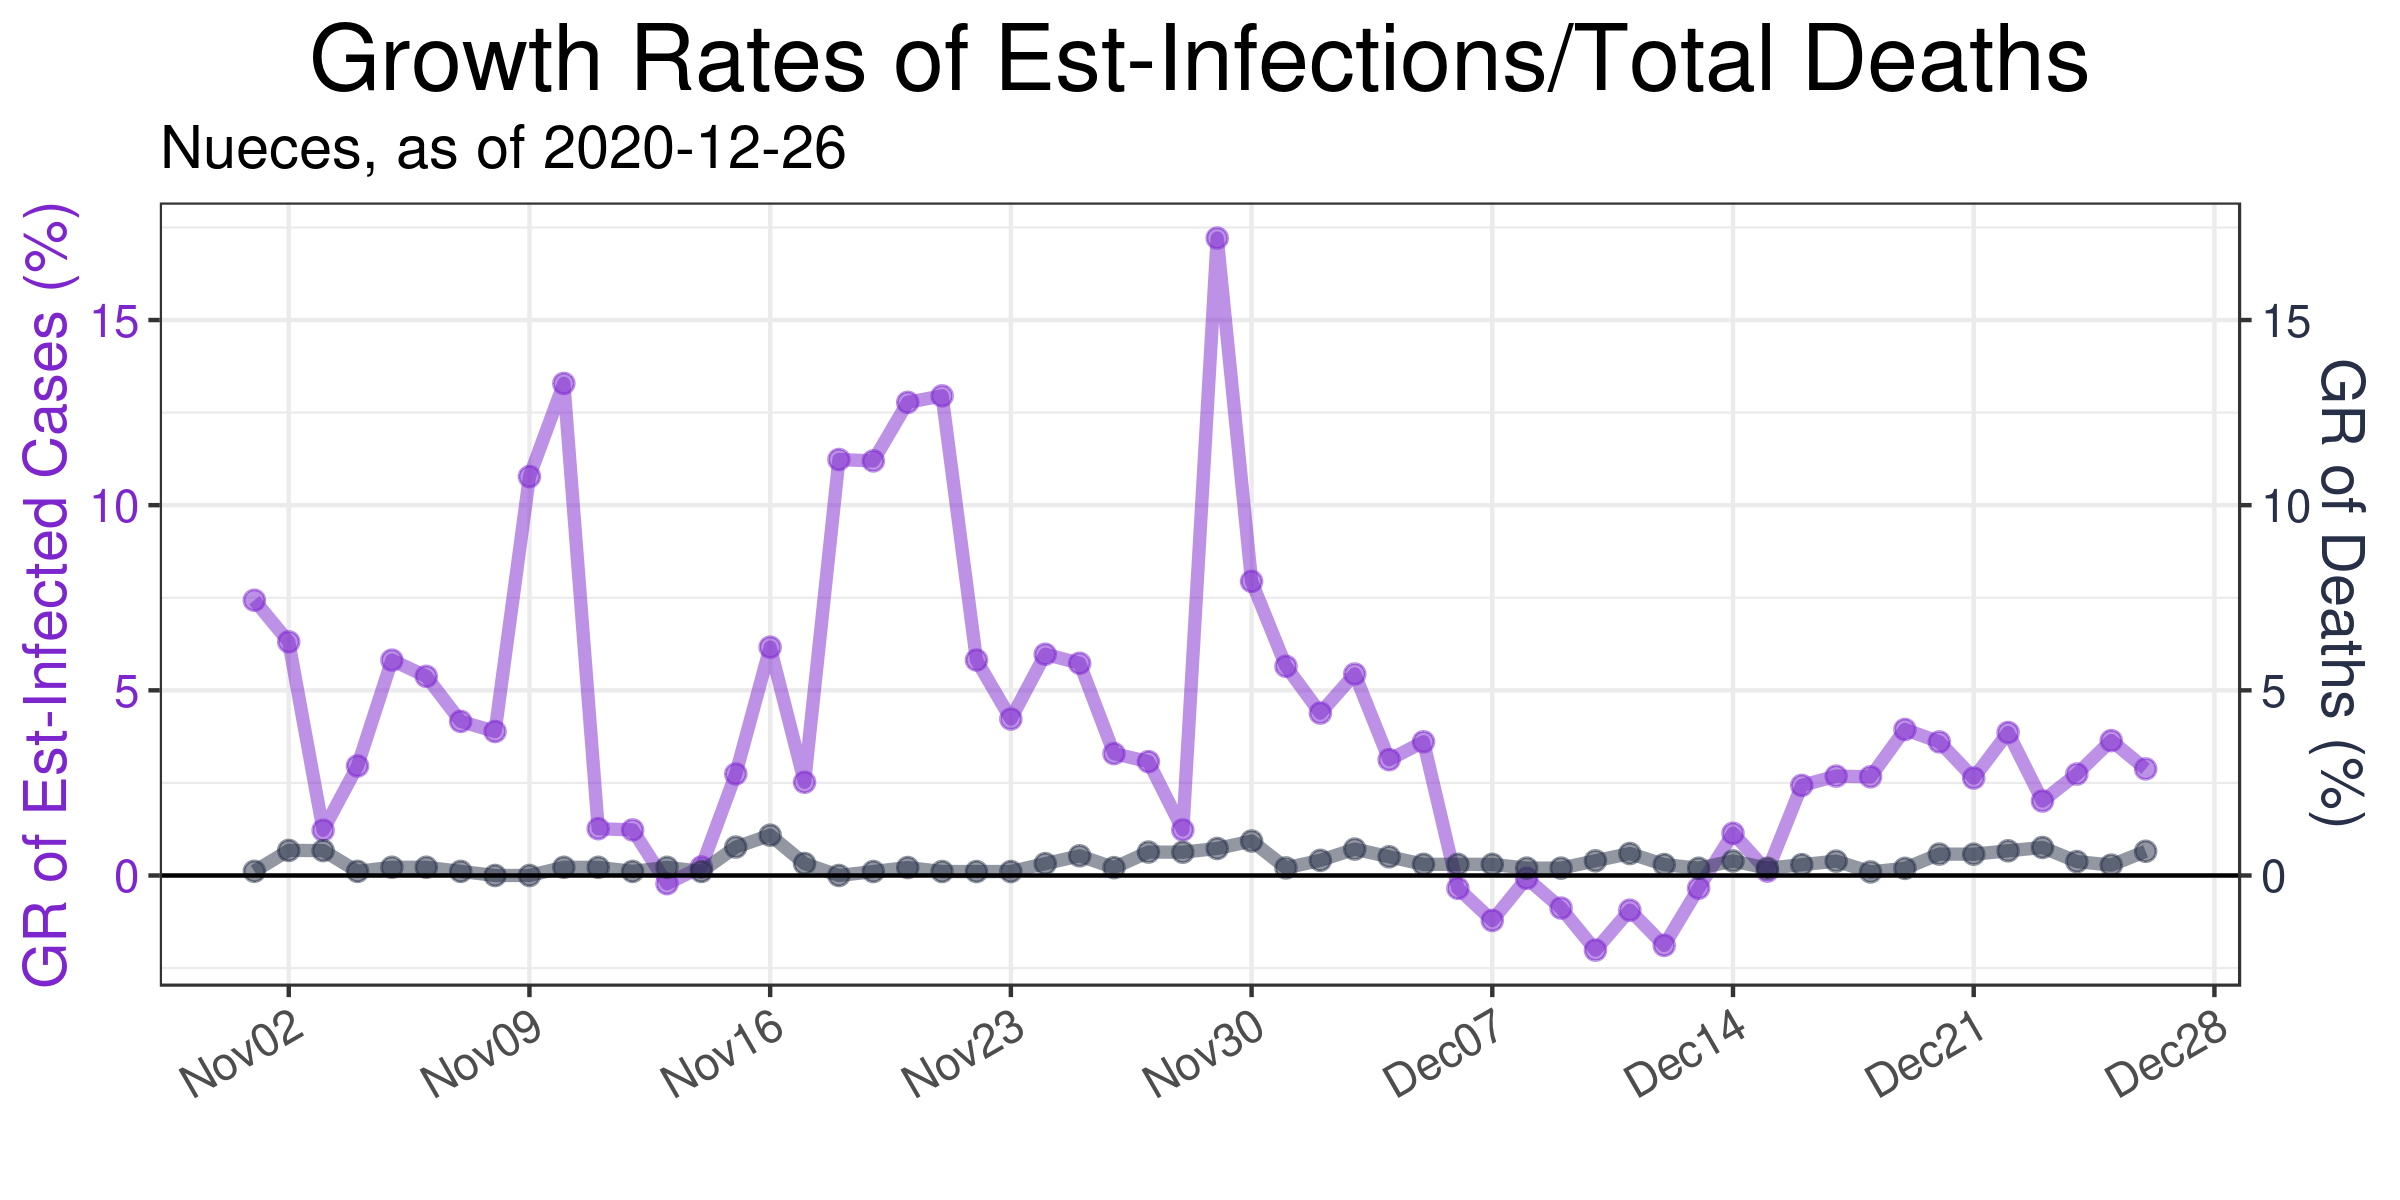 Growth Rates of Est-Infections/Total Deaths
Nueces, as of 2020-12-26
GR of Est-Infected Cases (%)
15
10
5
0
15
10
5
0
GR of Deaths (%)
Nov02
Nov09
Nov16
Nov23
Nov30
Dec07
Dec14
Dec21
Dec28